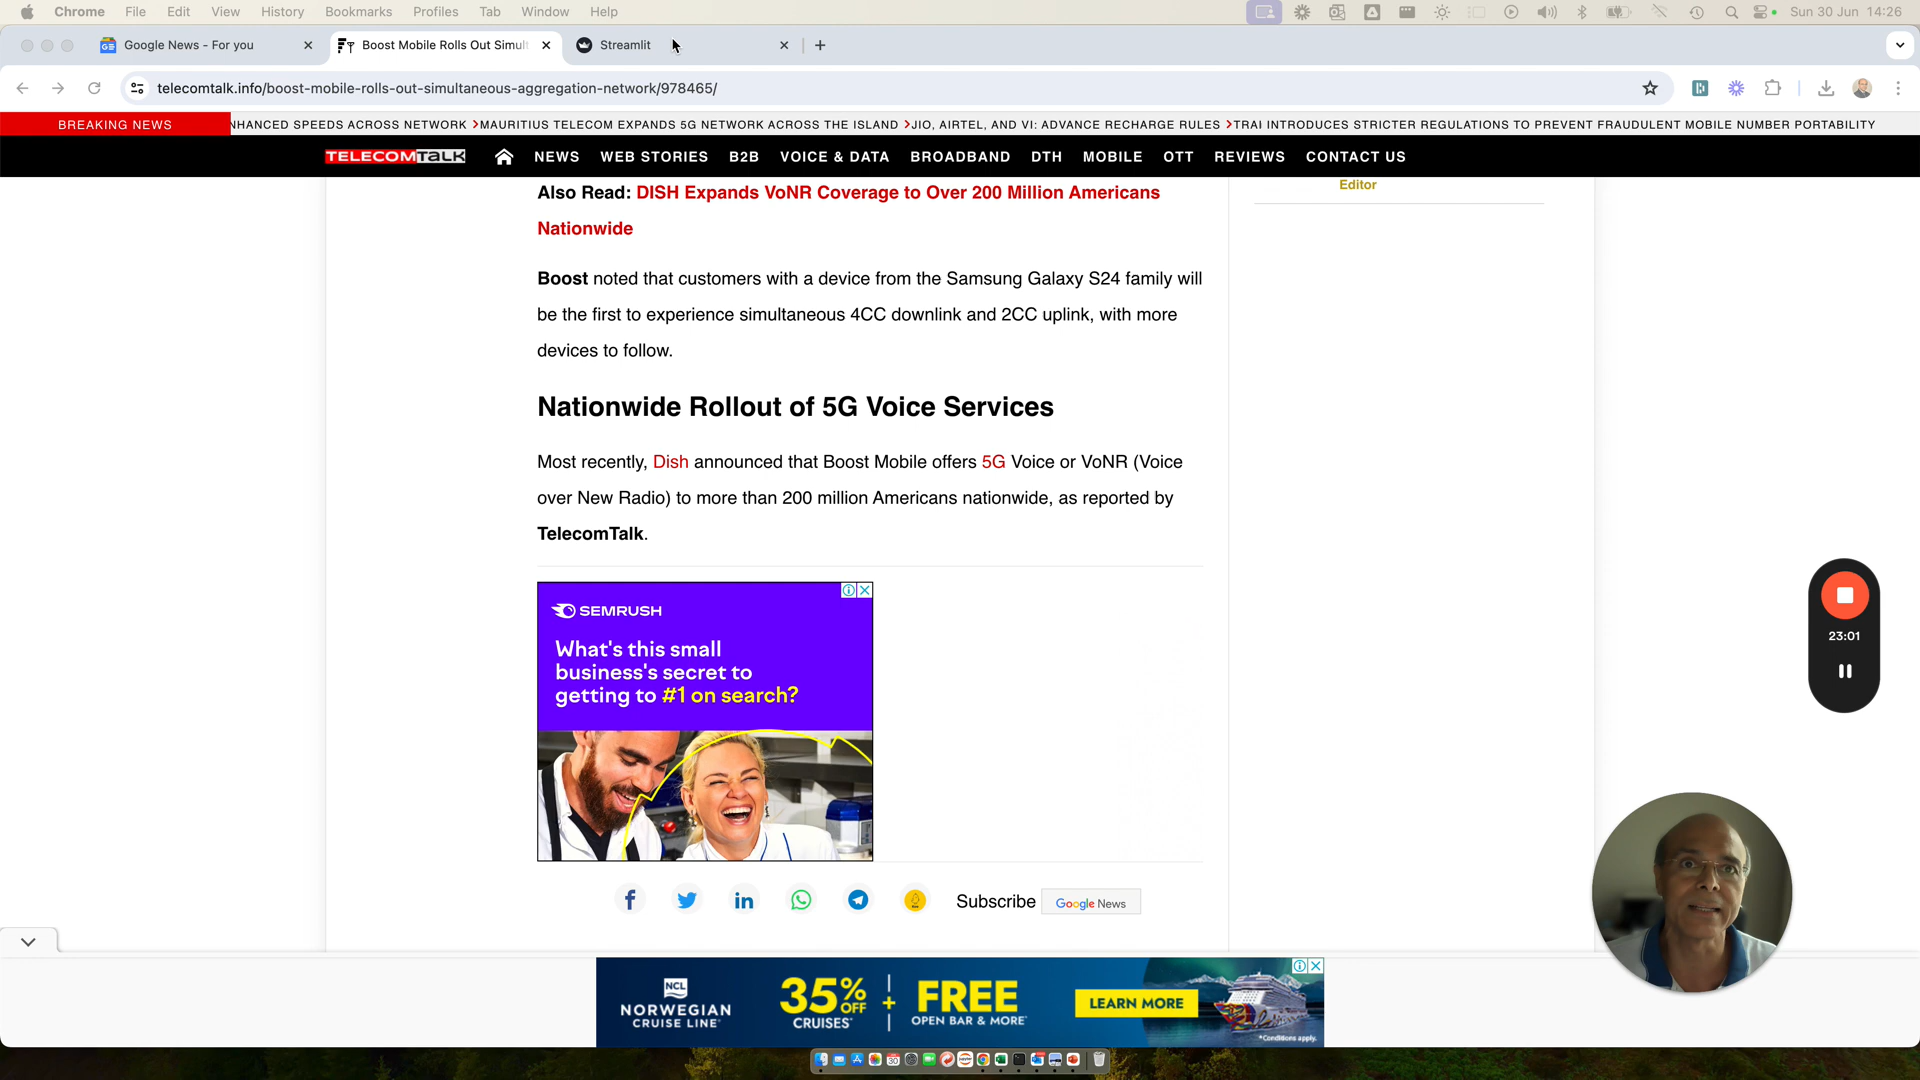 Chrome File Edit View History Bookmarks Profiles Tab Window Help Sun 30 Jun 14:26
Google News - For you
Boost Mobile Rolls Out Simult
Streamlit
telecomtalk.info/boost-mobile-rolls-out-simultaneous-aggregation-network/978465/
BREAKING NEWS
NHANCED SPEEDS ACROSS NETWORK >MAURITIUS TELECOM EXPANDS 5G NETWORK ACROSS THE ISLAND >JIO, AIRTEL, AND VI: ADVANCE RECHARGE RULES >TRAI INTRODUCES STRICTER REGULATIONS TO PREVENT FRAUDULENT MOBILE NUMBER PORTABILITY
TELECOMTALK NEWS WEB STORIES B2B VOICE & DATA BROADBAND DTH MOBILE OTT REVIEWS CONTACT US
Also Read: DISH Expands VoNR Coverage to Over 200 Million Americans
Nationwide
Editor
Boost noted that customers with a device from the Samsung Galaxy S24 family will
be the first to experience simultaneous 4CC downlink and 2CC uplink, with more
devices to follow.
Nationwide Rollout of 5G Voice Services
Most recently, Dish announced that Boost Mobile offers 5G Voice or VoNR (Voice
over New Radio) to more than 200 million Americans nationwide, as reported by
TelecomTalk.
SEMRUSH
What's this small
business's secret to
getting to #1 on search?
23:01
Subscribe Google News
NCL
NORWEGIAN
CRUISE LINE
35% OFF
CRUISES*
+
FREE
OPEN BAR & MORE*
LEARN MORE
*Conditions apply.